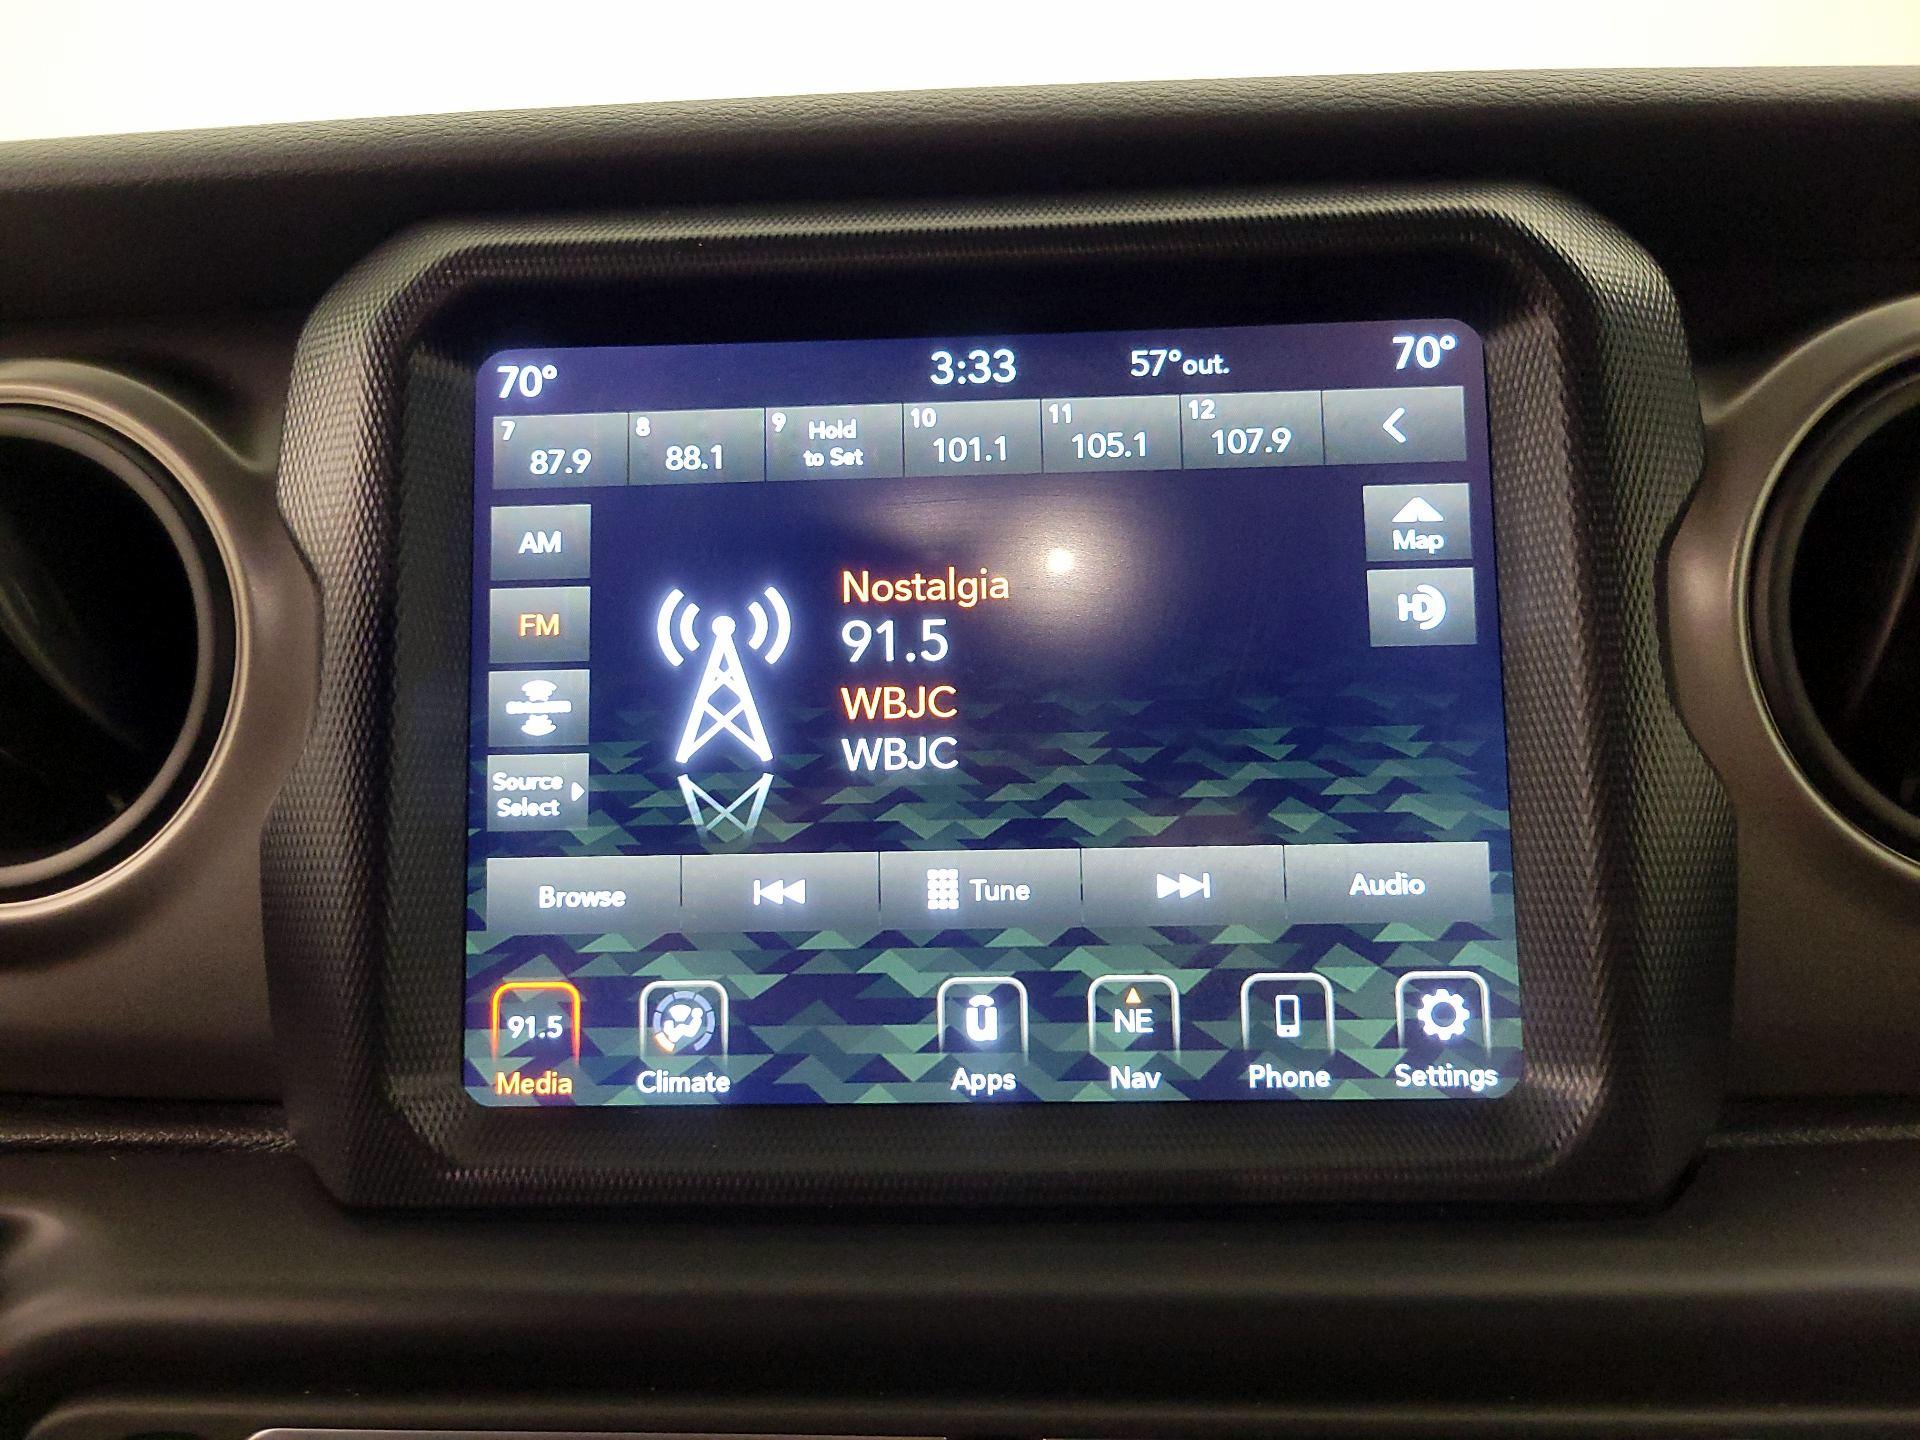 70° 3:33 57°out. 70°
7 8 9 Hold 10 11 12
87.9 88.1 to Set 101.1 105.1 107.9
AM
Map
FM
HD
Nostalgia
91.5
WBJC
WBJC
Source
Select
Browse Tune Audio
91.5 NE
Media Climate Apps Nav Phone Settings